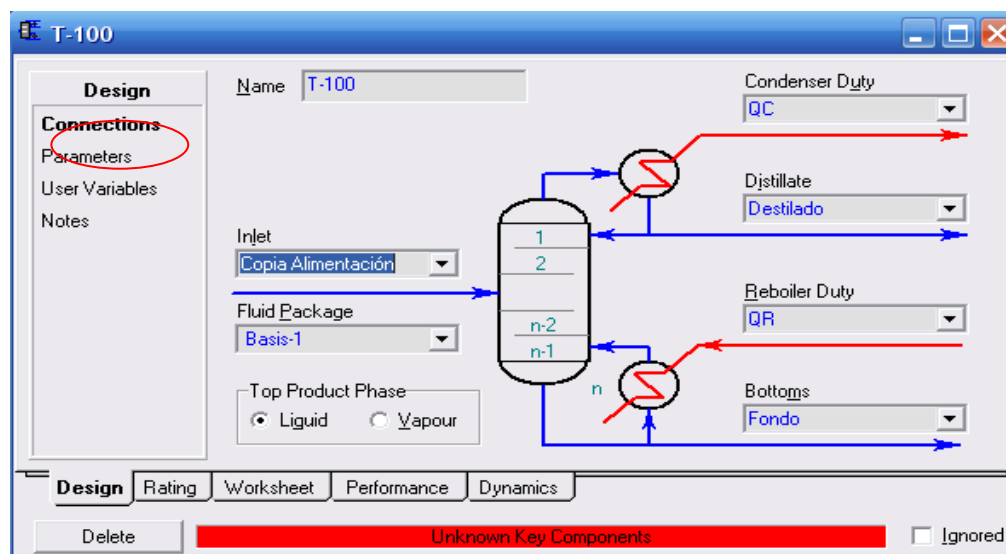 T-100
Design
Connections
Parameters
User Variables
Notes
Name T-100
Inlet
Copia Alimentación
Fluid Package
Basis-1
Top Product Phase
Liguid Vapour
1
2
n-2
n-1
n
Condenser Duty
QC
Distillate
Destilado
Reboiler Duty
QR
Bottoms
Fondo
Design Rating Worksheet Performance Dynamics
Delete Unknown Key Components Ignored